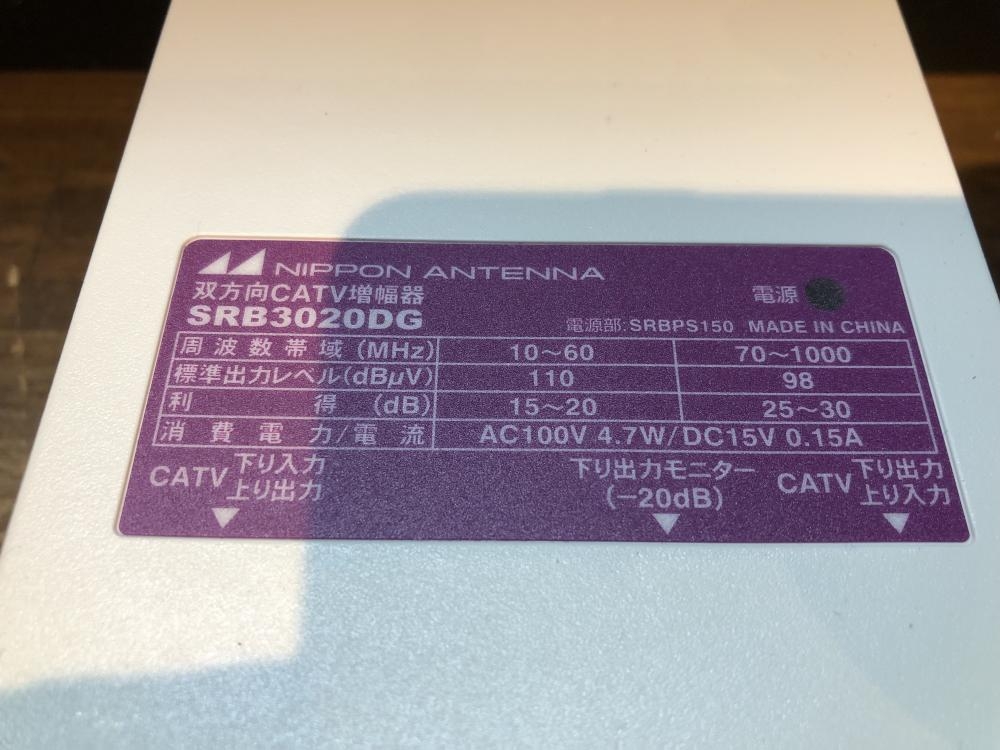 NIPPON ANTENNA
双方向CATV増幅器
電源
SRB3020DG
電源部:SRBPS150 MADE IN CHINA
周波数帯域(MHz) 10~60 70~1000
標準出力レベル(dBμV) 110 98
利得(dB) 15~20 25~30
消費電力/電流 AC100V 4.7W/DC15V 0.15A
CATV 下り入力
上り出力
下り出力モニター
(-20dB)
CATV 下り出力
上り入力